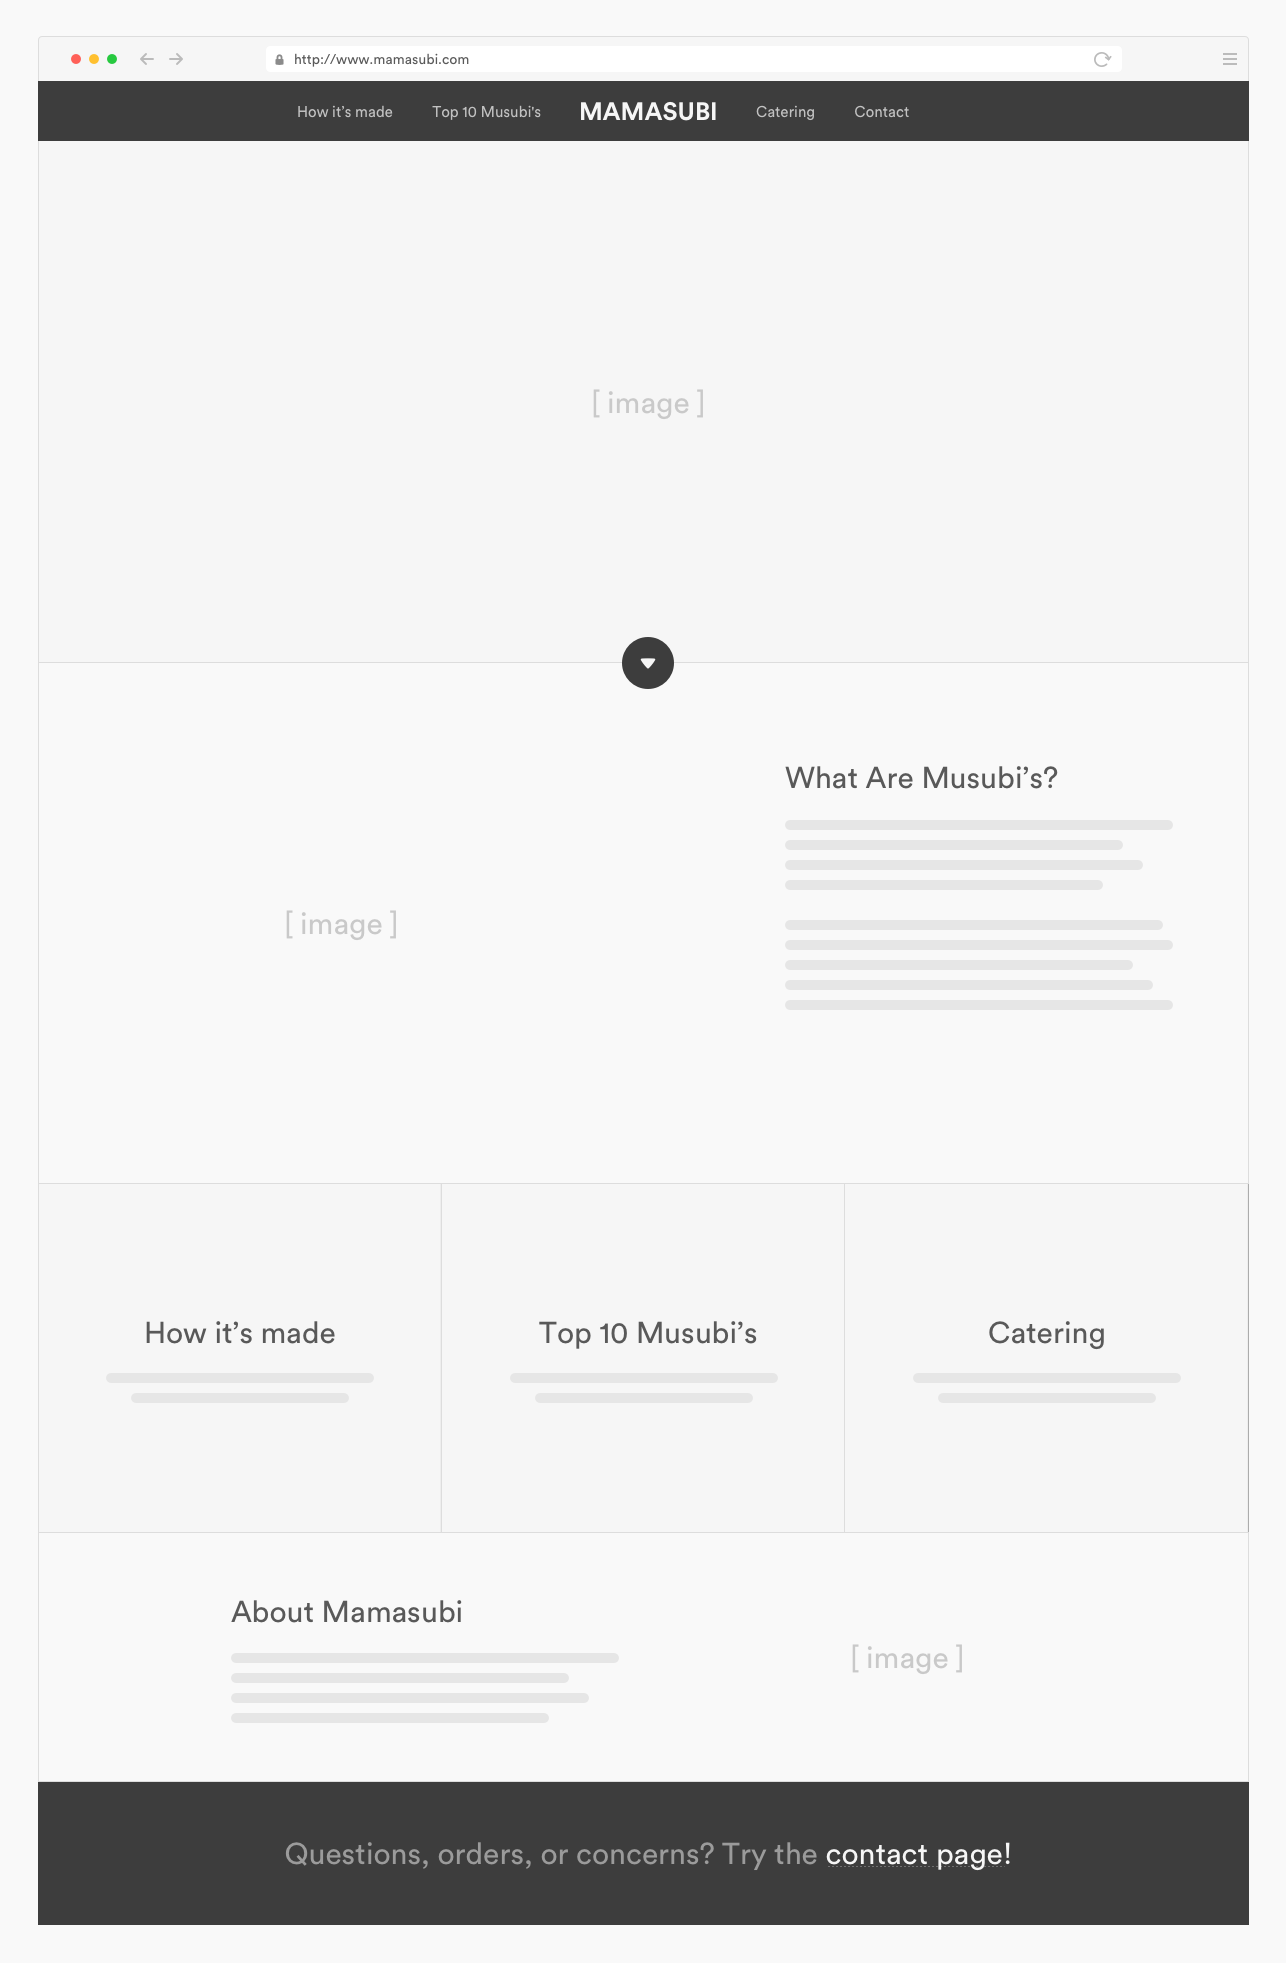 http://www.mamasubi.com
How it’s made Top 10 Musubi's MAMASUBI Catering Contact
[ image ]
What Are Musubi’s?
[ image ]
How it’s made
Top 10 Musubi’s
Catering
About Mamasubi
[ image ]
Questions, orders, or concerns? Try the contact page!